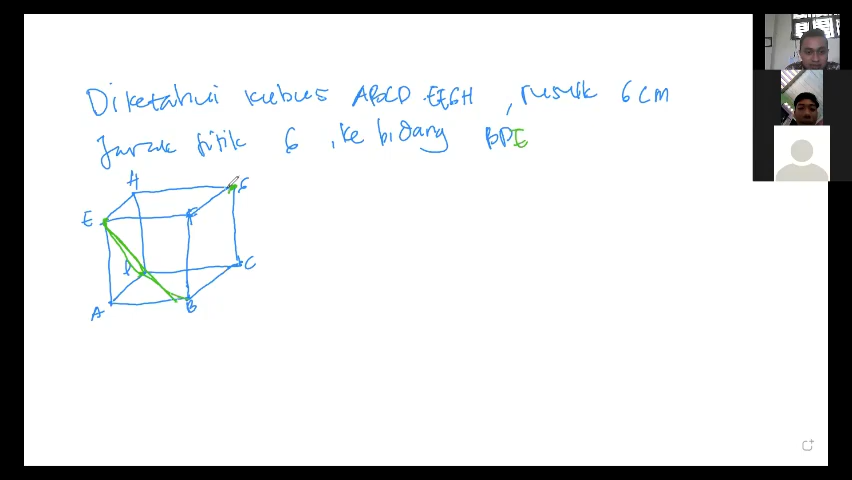 Diketahui kubus ABCD.EFGH, rusuk 6 cm
Jarak titik G, ke bidang BDE
H
G
E
F
D
C
A
B